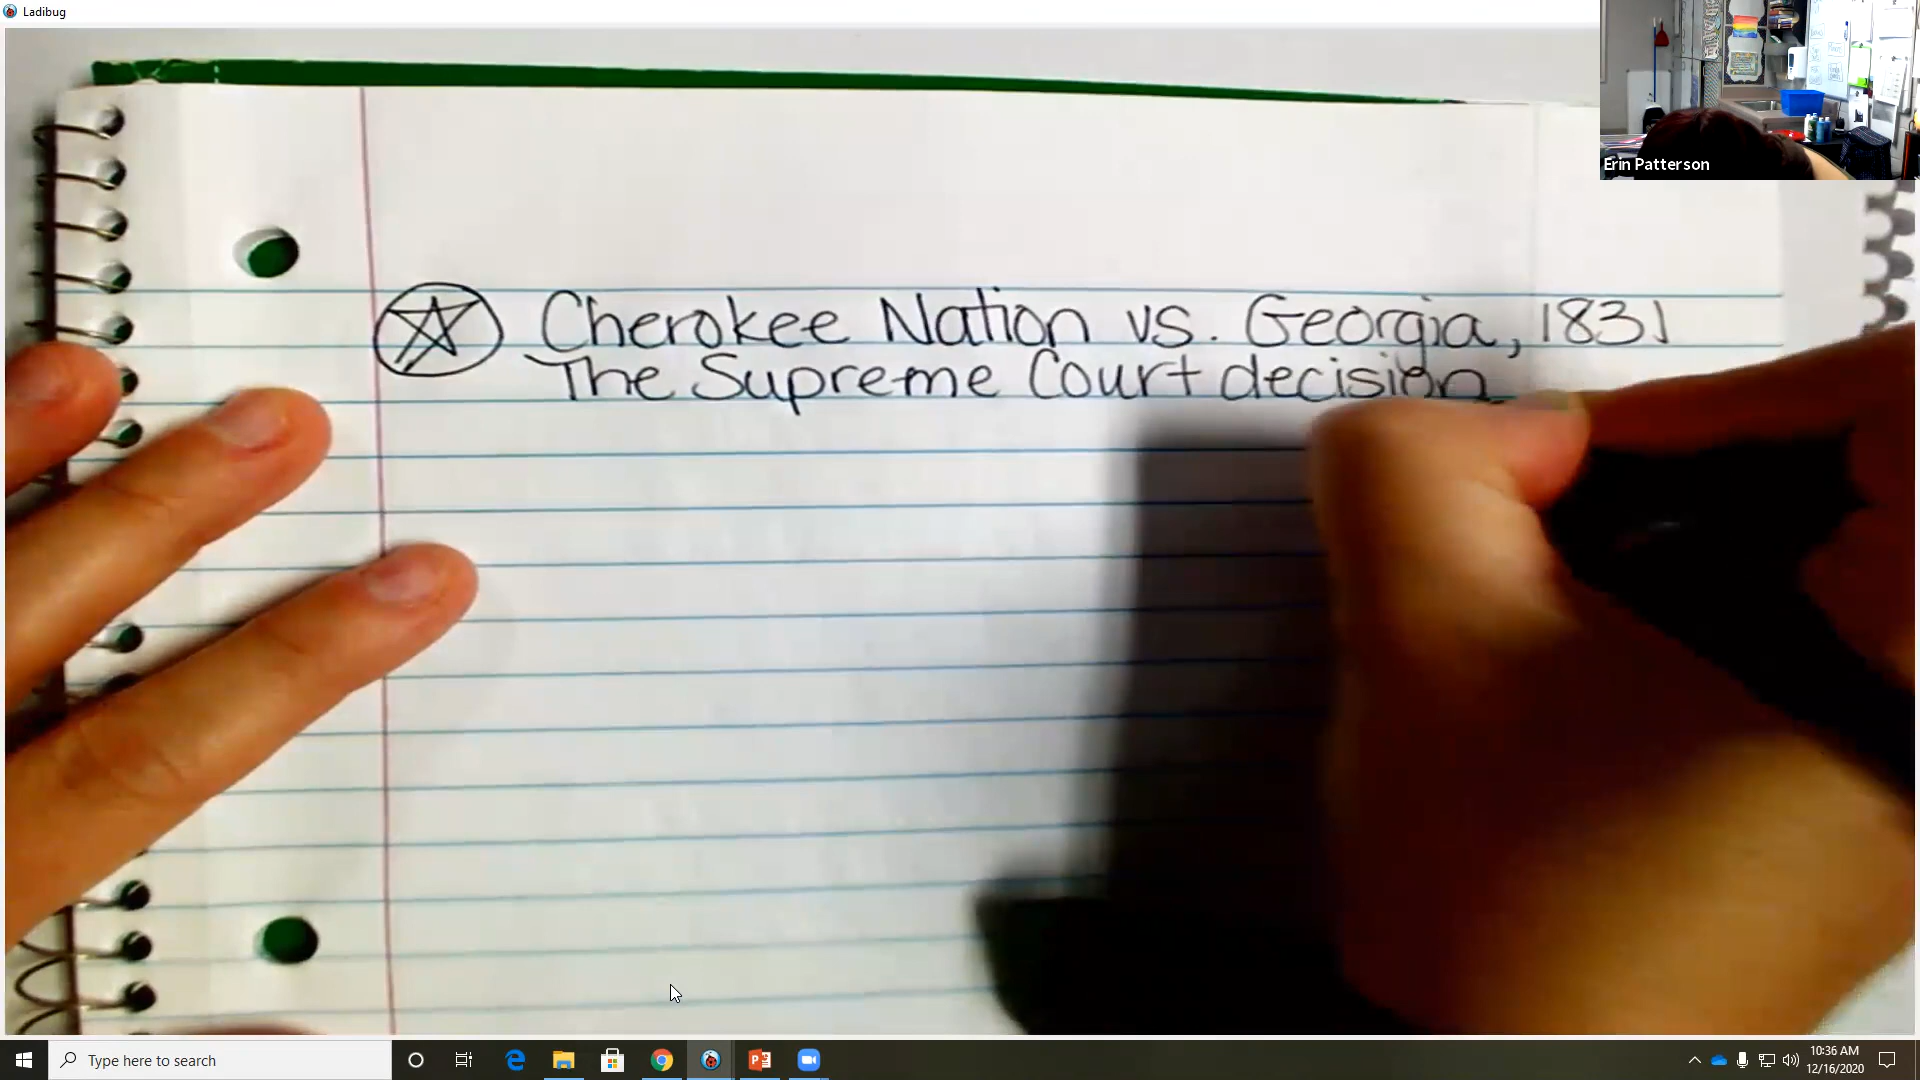 Ladibug
Erin Patterson
Cherokee Nation vs. Georgia, 1831
The Supreme Court decision
Type here to search
10:36 AM
12/16/2020